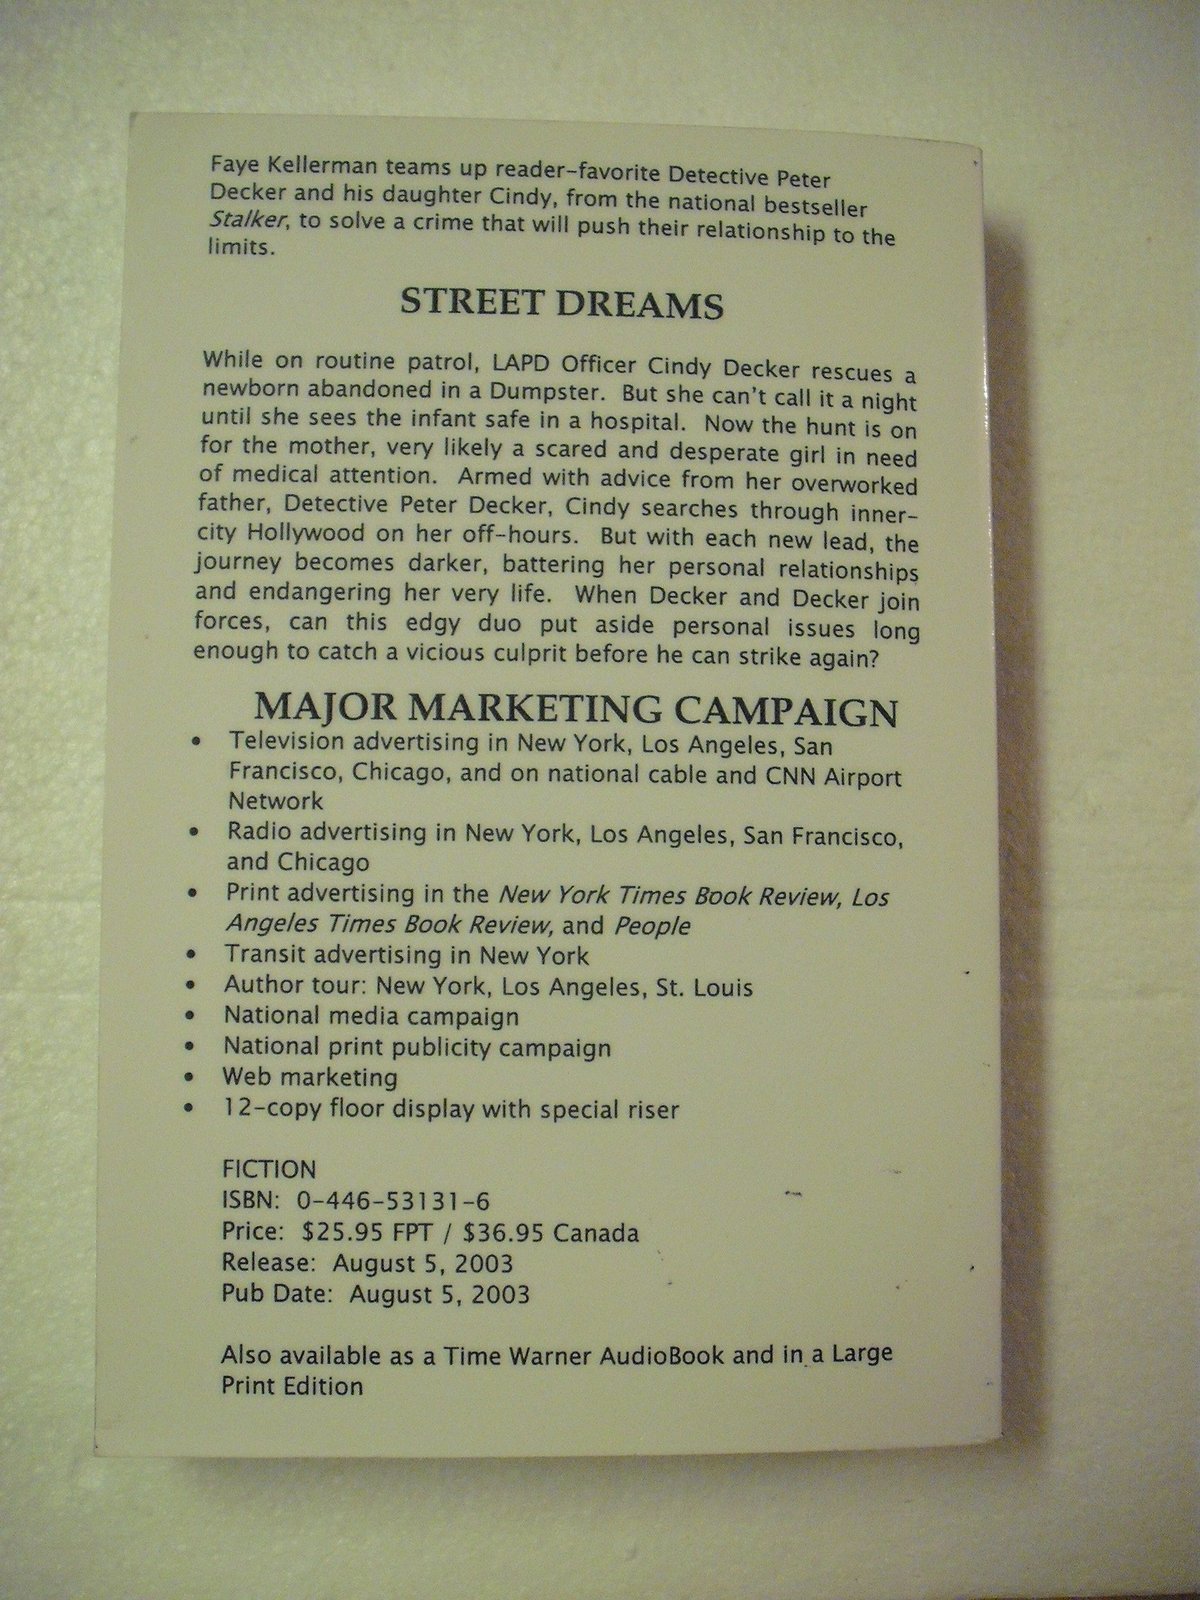 Faye Kellerman teams up reader-favorite Detective Peter
Decker and his daughter Cindy, from the national bestseller
Stalker, to solve a crime that will push their relationship to the
limits.
STREET DREAMS
While on routine patrol, LAPD Officer Cindy Decker rescues a
newborn abandoned in a Dumpster. But she can't call it a night
until she sees the infant safe in a hospital. Now the hunt is on
for the mother, very likely a scared and desperate girl in need
of medical attention. Armed with advice from her overworked
father, Detective Peter Decker, Cindy searches through inner-
city Hollywood on her off-hours. But with each new lead, the
journey becomes darker, battering her personal relationships
and endangering her very life. When Decker and Decker join
forces, can this edgy duo put aside personal issues long
enough to catch a vicious culprit before he can strike again?
MAJOR MARKETING CAMPAIGN
• Television advertising in New York, Los Angeles, San
Francisco, Chicago, and on national cable and CNN Airport
Network
• Radio advertising in New York, Los Angeles, San Francisco,
and Chicago
• Print advertising in the New York Times Book Review, Los
Angeles Times Book Review, and People
• Transit advertising in New York
• Author tour: New York, Los Angeles, St. Louis
• National media campaign
• National print publicity campaign
• Web marketing
• 12-copy floor display with special riser
FICTION
ISBN: 0-446-53131-6
Price: $25.95 FPT / $36.95 Canada
Release: August 5, 2003
Pub Date: August 5, 2003
Also available as a Time Warner AudioBook and in a Large
Print Edition